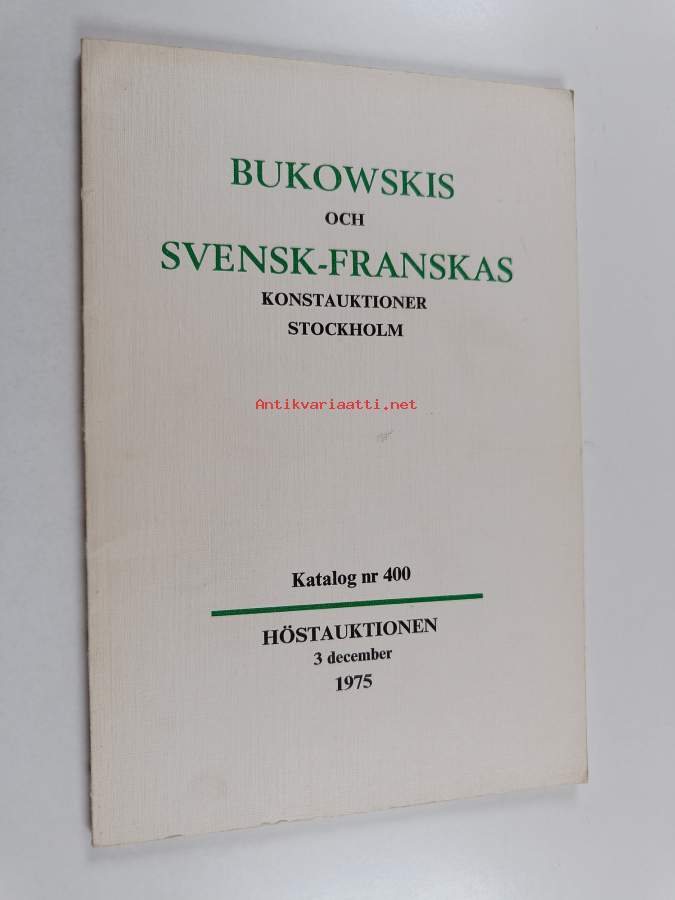 BUKOWSKIS
OCH
SVENSK-FRANSKAS
KONSTAUKTIONER
STOCKHOLM
Antikvariaatti.net
Katalog nr 400
HÖSTAUKTIONEN
3 december
1975